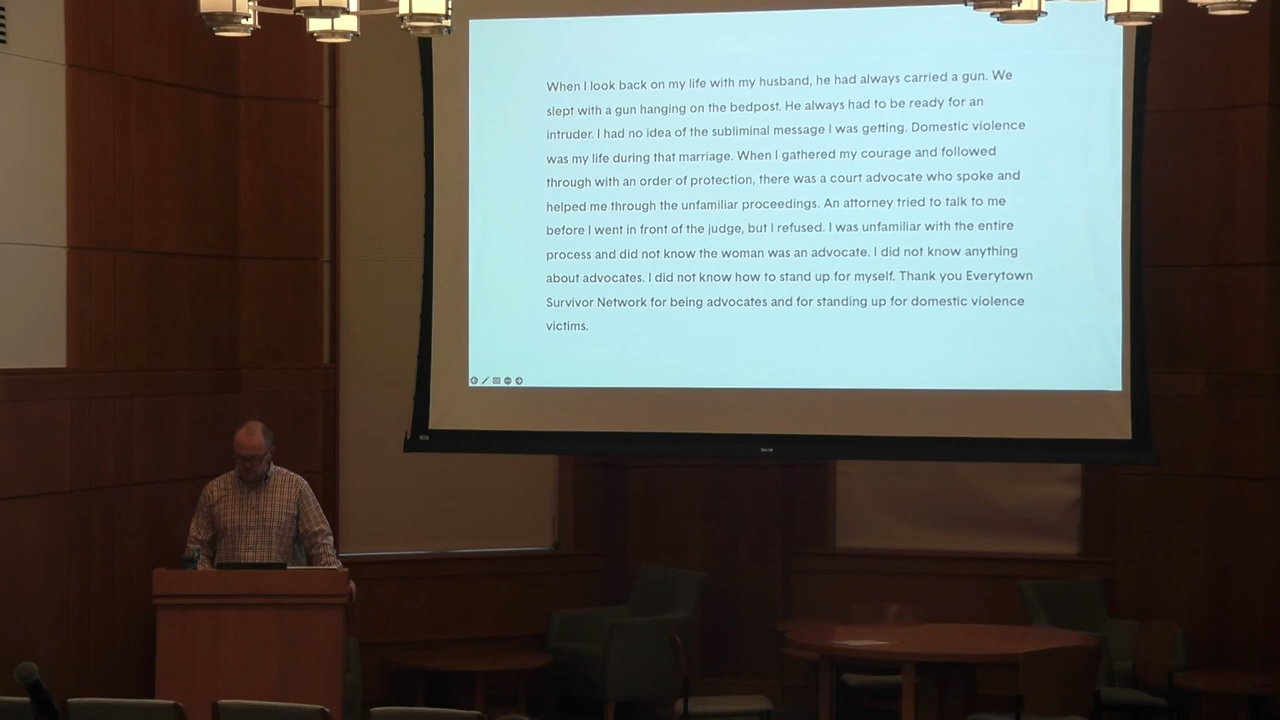 When I look back on my life with my husband, he had always carried a gun. We
slept with a gun hanging on the bedpost. He always had to be ready for an
intruder. I had no idea of the subliminal message I was getting. Domestic violence
was my life during that marriage. When I gathered my courage and followed
through with an order of protection, there was a court advocate who spoke and
helped me through the unfamiliar proceedings. An attorney tried to talk to me
before I went in front of the judge, but I refused. I was unfamiliar with the entire
process and did not know the woman was an advocate. I did not know anything
about advocates. I did not know how to stand up for myself. Thank you Everytown
Survivor Network for being advocates and for standing up for domestic violence
victims.